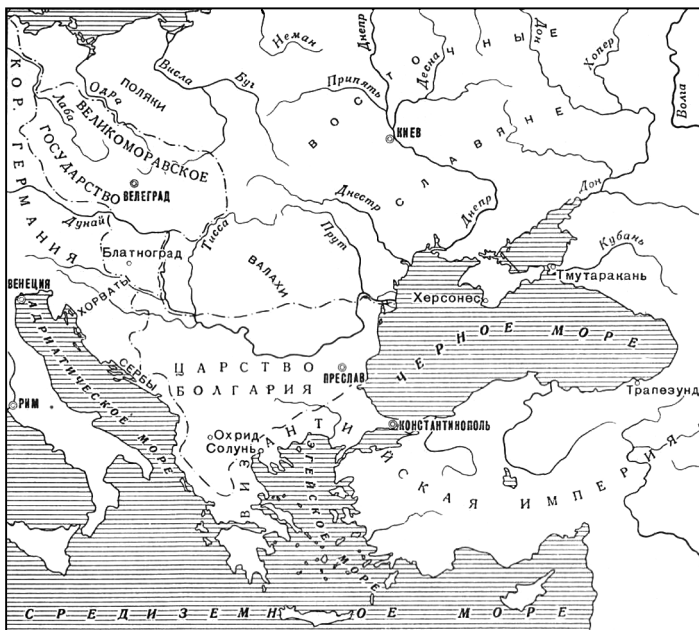 Неман
Днепр
Десна
ВОСТОЧНЫЕ
Дон
Хопер
Волга
КОР. ГЕРМАНИЯ
Лаба
Одра
ПОЛЯКИ
Висла
Буг
Припять
КИЕВ
СЛАВЯНЕ
ВЕЛИКОМОРАВСКОЕ
ГОСУДАРСТВО
ВЕЛЕГРАД
Днестр
Днепр
Дон
Дунай
Тисса
Прут
Кубань
Блатноград
ВАЛАХИ
Тмутаракань
ВЕНЕЦИЯ
ХОРВАТЫ
Херсонес
ЧЕРНОЕ МОРЕ
АДРИАТИЧЕСКОЕ МОРЕ
СЕРБЫ
ЦАРСТВО
БОЛГАРИЯ
ПРЕСЛАВ
Трапезунд
РИМ
Охрид
Солунь
КОНСТАНТИНОПОЛЬ
ВИЗАНТИЙСКАЯ ИМПЕРИЯ
ЭГЕЙСКОЕ МОРЕ
СРЕДИЗЕМНОЕ МОРЕ